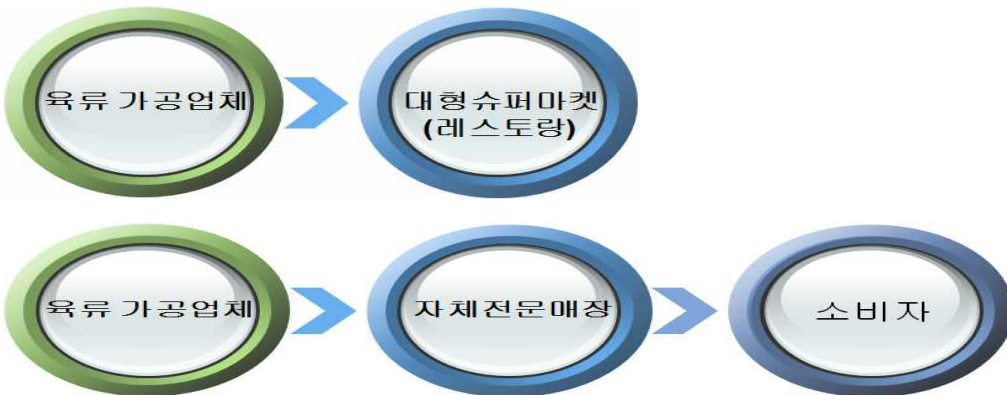 육류 가공업체
대형슈퍼마켓
(레스토랑)
육류 가공업체
자체전문매장
소비자